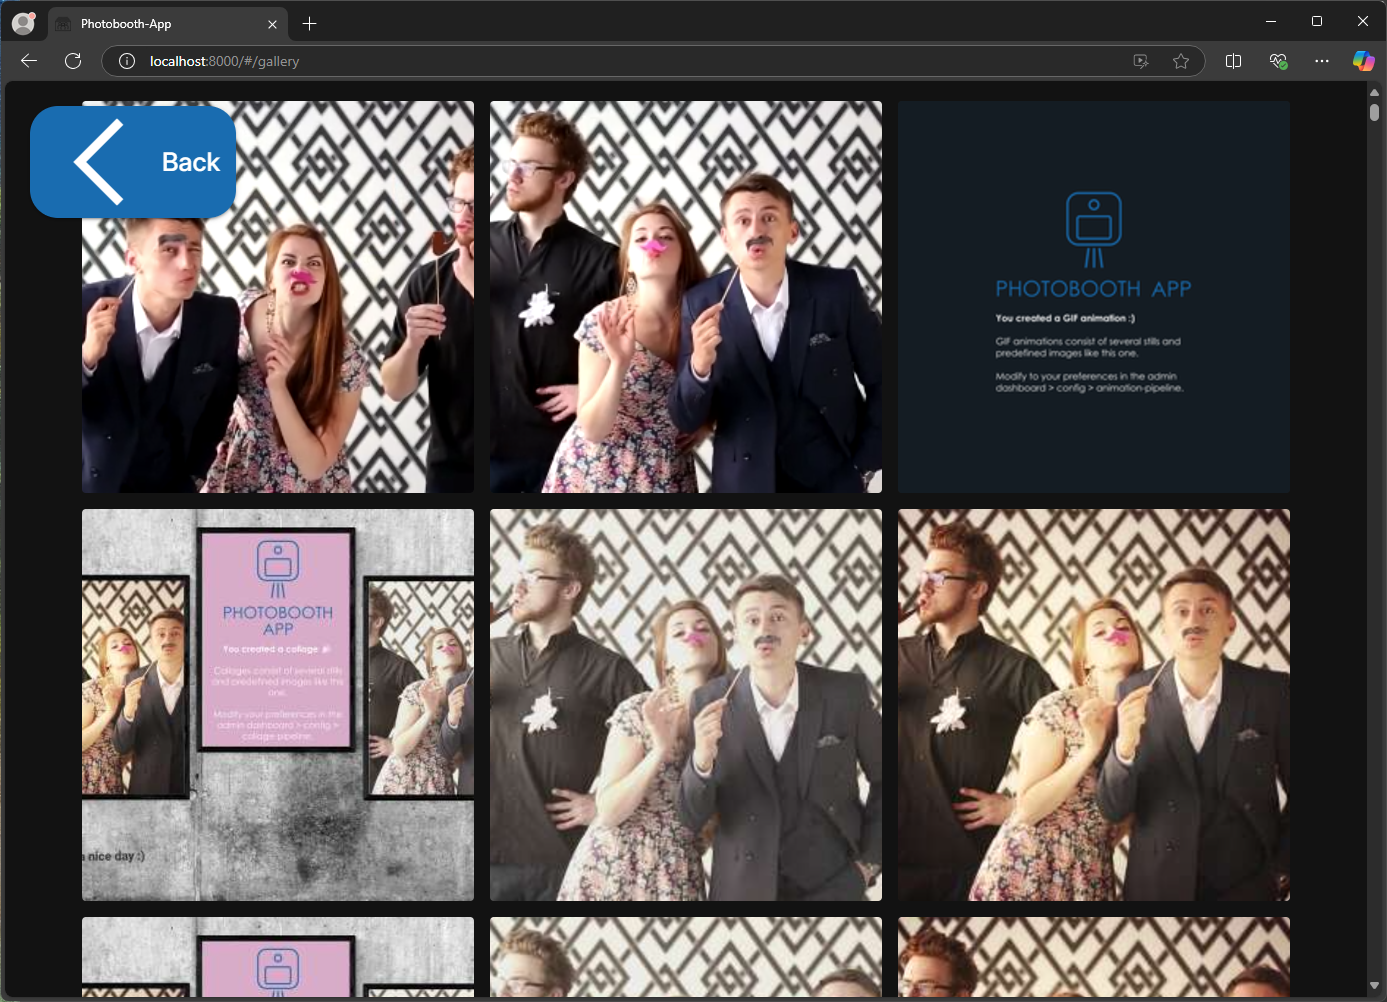 Photobooth-App
localhost:8000/#/gallery
Back
PHOTOBOOTH APP
You created a GIF animation :)
GIF animations consist of several stills and
predefined images like this one.
Modify to your preferences in the admin
dashboard > config > animation-pipeline.
PHOTOBOOTH
APP
You created a collage 🎉
Collages consist of several stills
and predefined images like this
one.
Modify your preferences in the
admin dashboard > config >
collage pipeline.
nice day :)